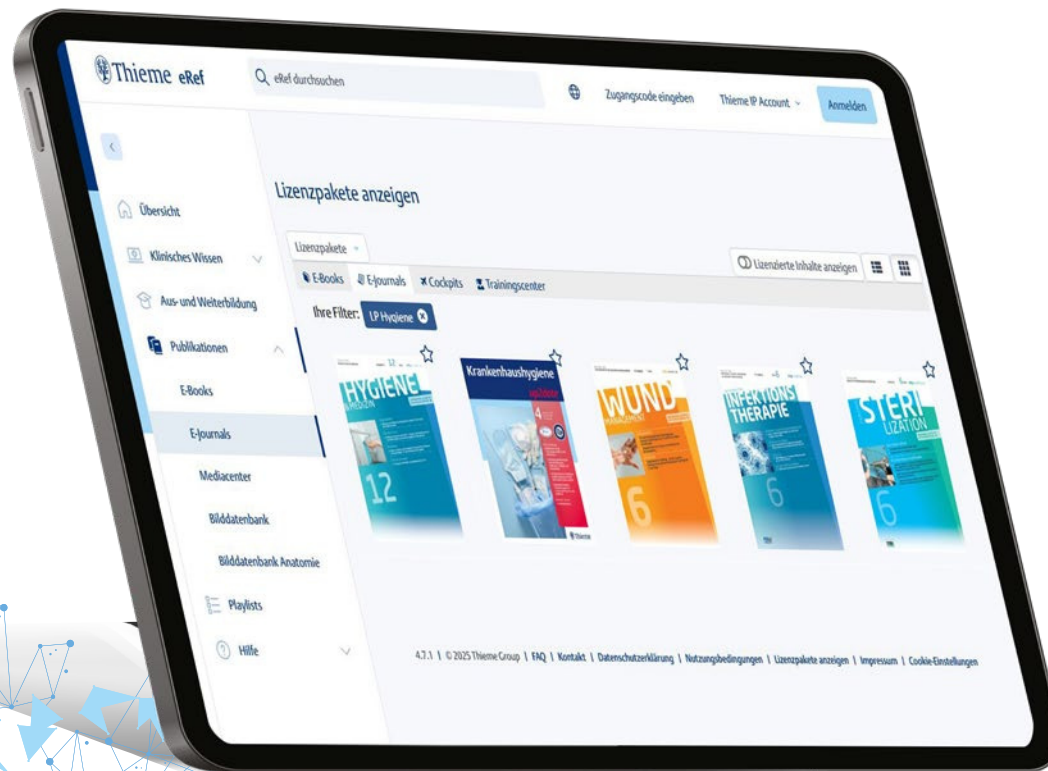 Thieme eRef
eRef durchsuchen
Zugangscode eingeben
Thieme IP Account
Anmelden
Übersicht
Klinisches Wissen
Aus- und Weiterbildung
Publikationen
E-Books
E-Journals
Mediacenter
Bilddatenbank
Bilddatenbank Anatomie
Playlists
Hilfe
Lizenzpakete anzeigen
Lizenzpakete
Lizenzierte Inhalte anzeigen
E-Books E-Journals Cockpits Trainingscenter
Ihre Filter: LP Hygiene
HYGIENE
& MEDIZIN
12
Krankenhaushygiene
up2date
4
Thieme
WUND
MANAGEMENT
6
INFEKTIONS
THERAPIE
6
STERI
LIZATION
6
4.7.1 | © 2025 Thieme Group | FAQ | Kontakt | Datenschutzerklärung | Nutzungsbedingungen | Lizenzpakete anzeigen | Impressum | Cookie-Einstellungen